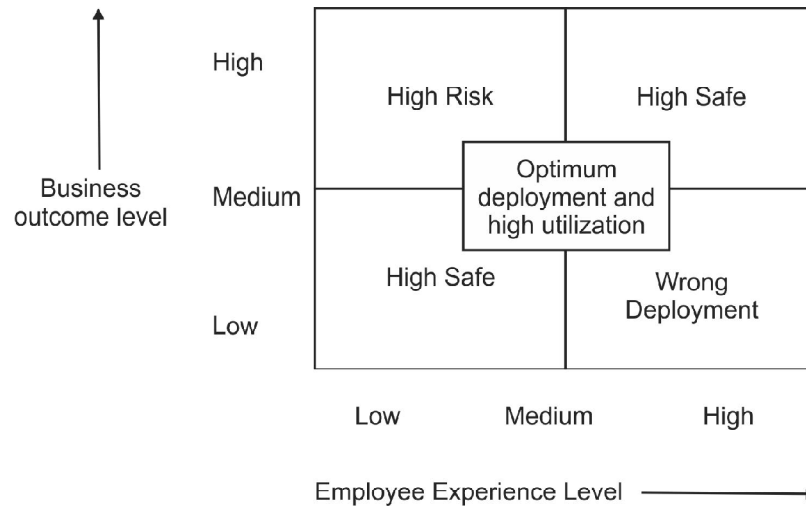 High
High Risk
High Safe
Business
outcome level
Medium
Optimum
deployment and
high utilization
High Safe
Wrong
Deployment
Low
Low
Medium
High
Employee Experience Level